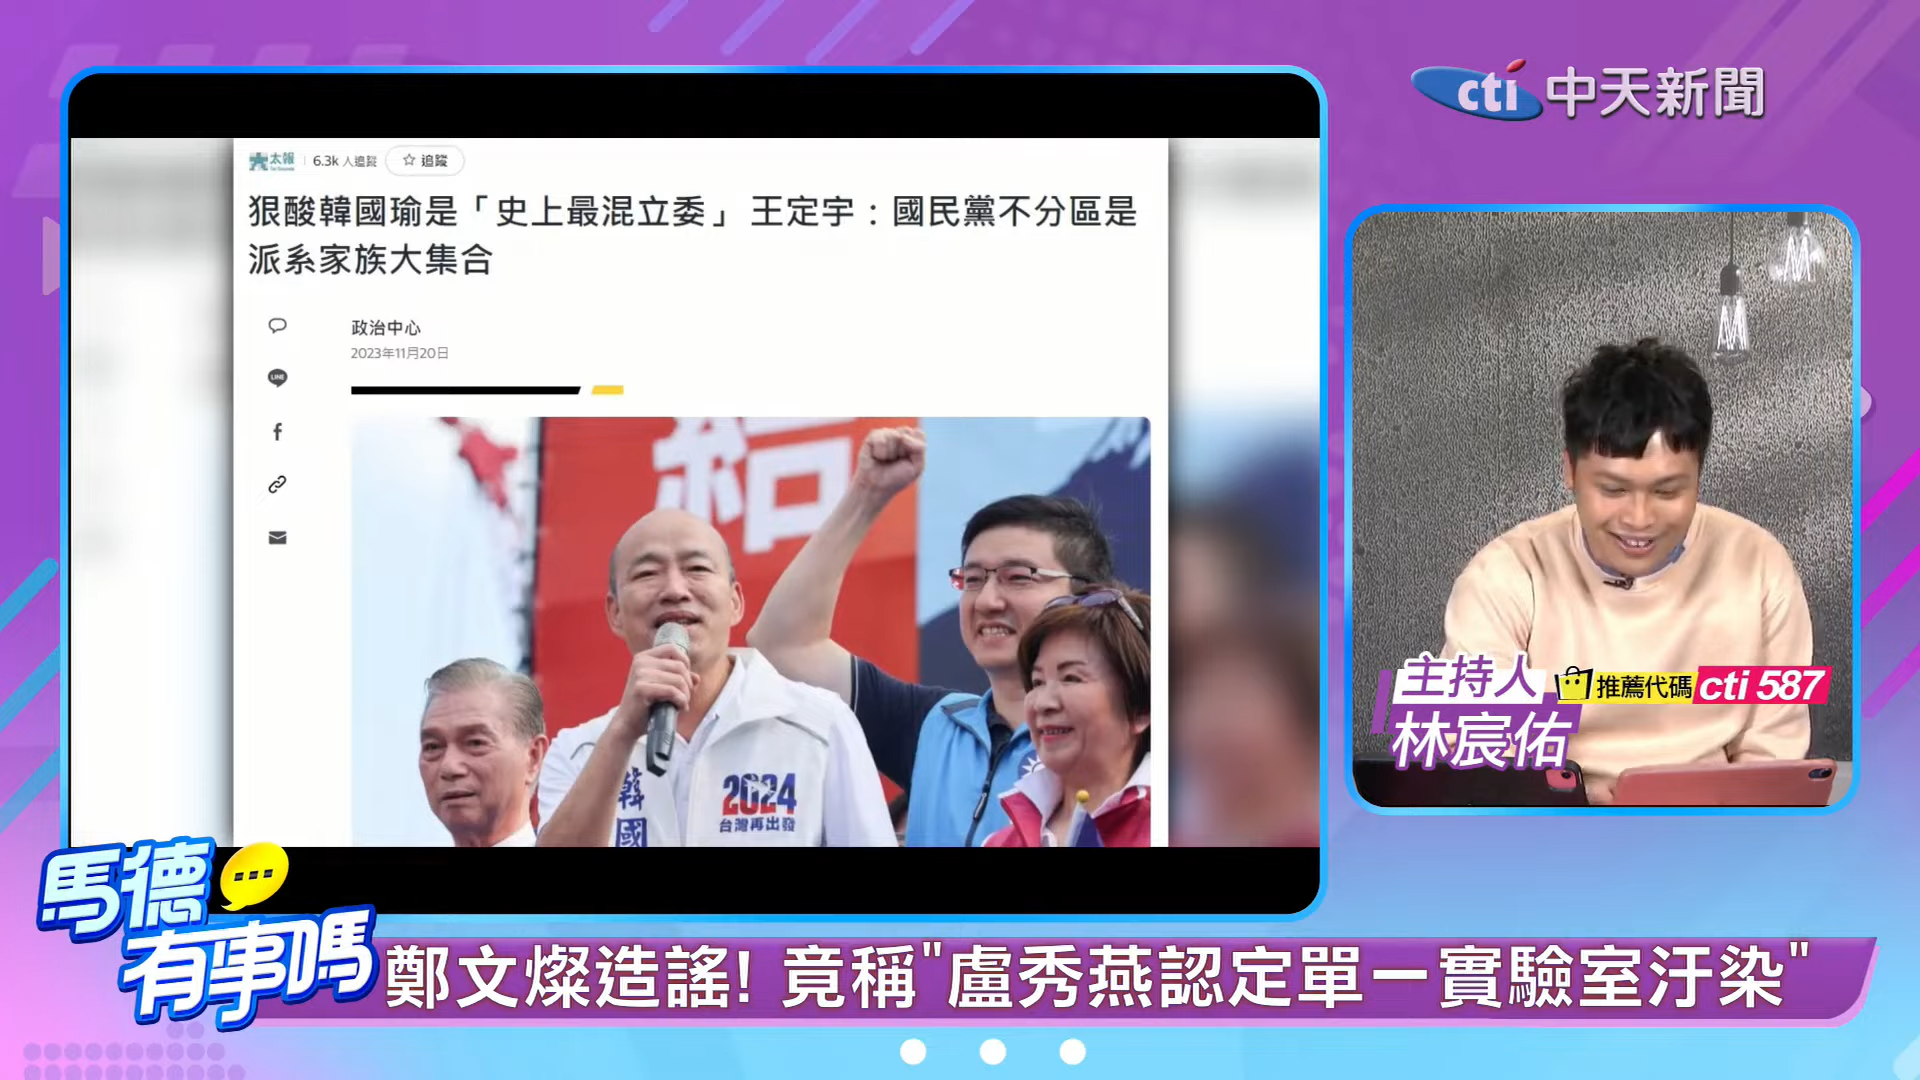 cti 中天新聞
太報 6.3k 人追蹤 ☆ 追蹤
狠酸韓國瑜是「史上最混立委」 王定宇：國民黨不分區是
派系家族大集合
政治中心
2023年11月20日
LINE
結
韓國
2024
台灣再出發
主持人
林宸佑
推薦代碼 cti 587
馬德
有事嗎
鄭文燦造謠! 竟稱"盧秀燕認定單一實驗室汙染"